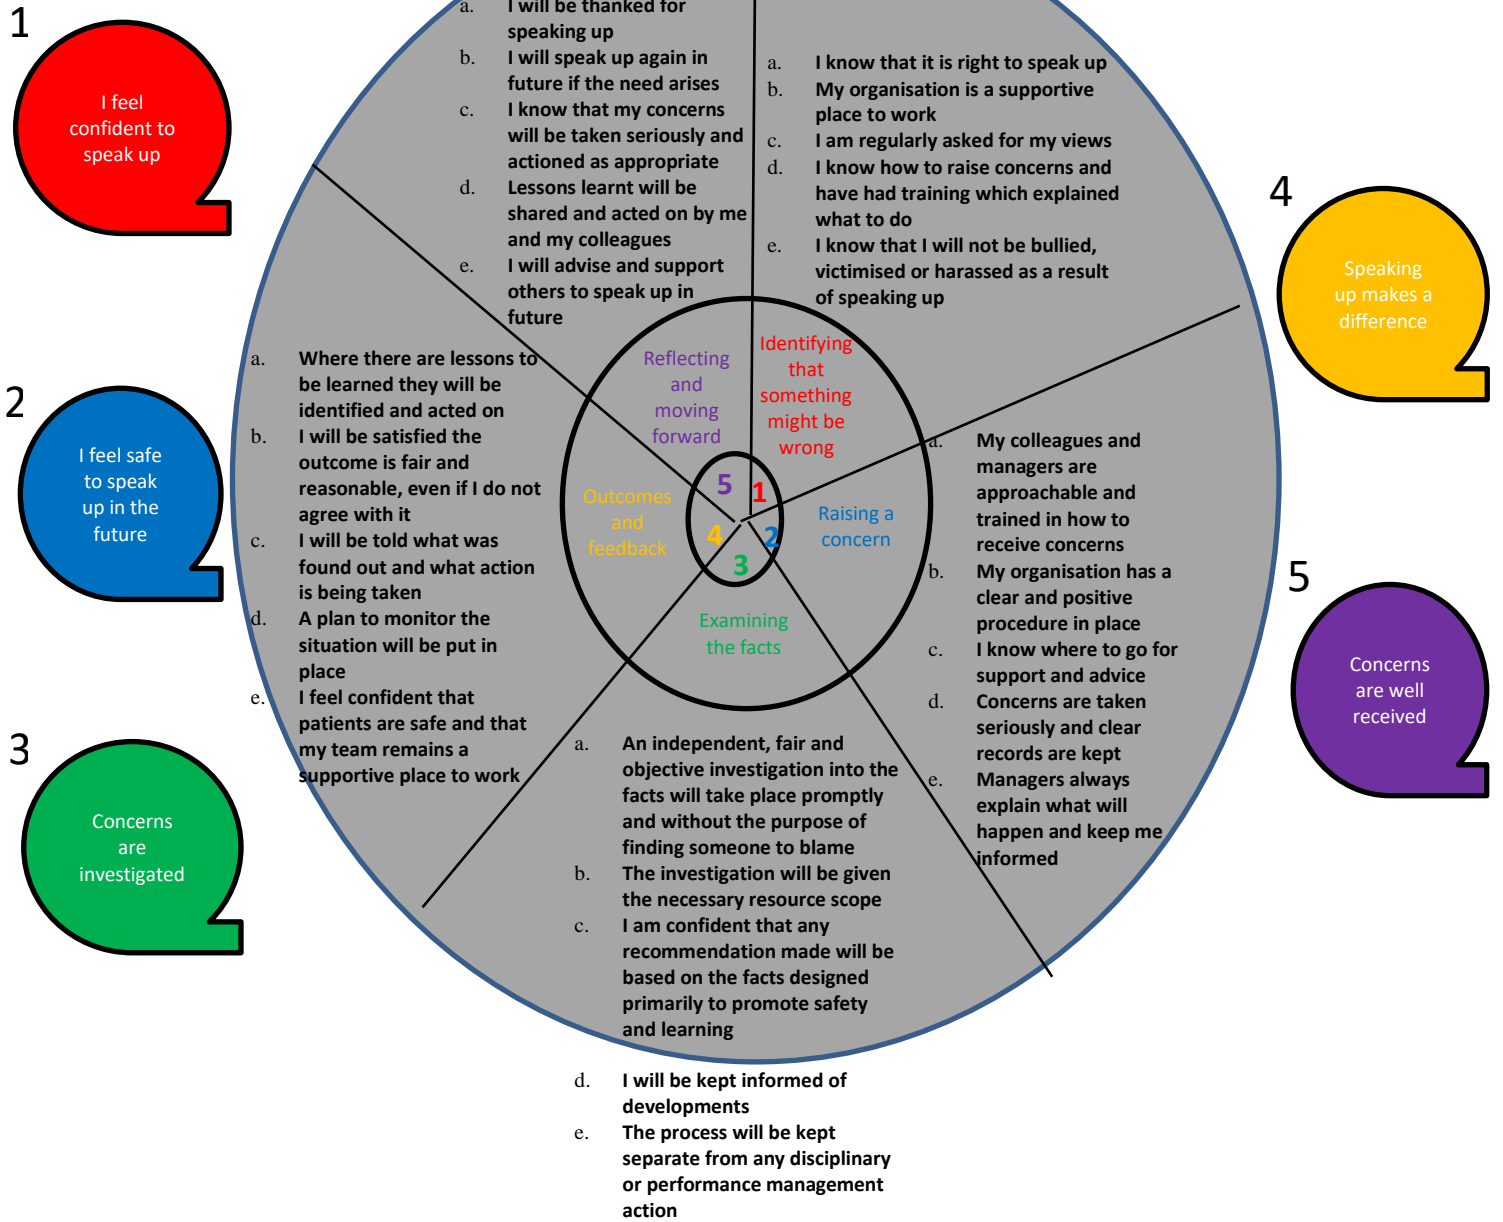 1
I feel
confident to
speak up
2
I feel safe
to speak
up in the
future
3
Concerns
are
investigated
a. I will be thanked for
speaking up
b. I will speak up again in
future if the need arises
c. I know that my concerns
will be taken seriously and
actioned as appropriate
d. Lessons learnt will be
shared and acted on by me
and my colleagues
e. I will advise and support
others to speak up in
future
a. I know that it is right to speak up
b. My organisation is a supportive
place to work
c. I am regularly asked for my views
d. I know how to raise concerns and
have had training which explained
what to do
e. I know that I will not be bullied,
victimised or harassed as a result
of speaking up
4
Speaking
up makes a
difference
5
Concerns
are well
received
a. Where there are lessons to
be learned they will be
identified and acted on
b. I will be satisfied the
outcome is fair and
reasonable, even if I do not
agree with it
c. I will be told what was
found out and what action
is being taken
d. A plan to monitor the
situation will be put in
place
e. I feel confident that
patients are safe and that
my team remains a
supportive place to work
Reflecting
and
moving
forward
Identifying
that
something
might be
wrong
Outcomes
and
feedback
Raising a
concern
Examining
the facts
5
1
4
2
3
a. My colleagues and
managers are
approachable and
trained in how to
receive concerns
b. My organisation has a
clear and positive
procedure in place
c. I know where to go for
support and advice
d. Concerns are taken
seriously and clear
records are kept
e. Managers always
explain what will
happen and keep me
informed
a. An independent, fair and
objective investigation into the
facts will take place promptly
and without the purpose of
finding someone to blame
b. The investigation will be given
the necessary resource scope
c. I am confident that any
recommendation made will be
based on the facts designed
primarily to promote safety
and learning
d. I will be kept informed of
developments
e. The process will be kept
separate from any disciplinary
or performance management
action